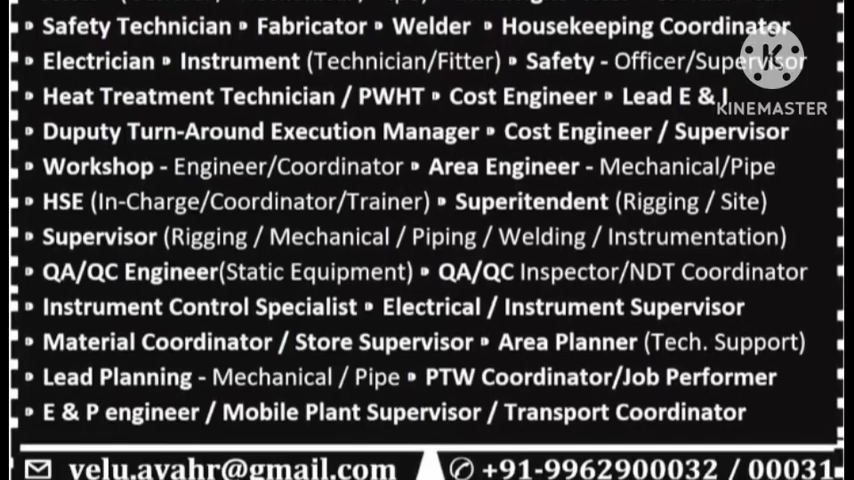 ▪ Safety Technician ▪ Fabricator ▪ Welder ▪ Housekeeping Coordinator
▪ Electrician ▪ Instrument (Technician/Fitter) ▪ Safety - Officer/Supervisor
▪ Heat Treatment Technician / PWHT ▪ Cost Engineer ▪ Lead E & I
KINEMASTER
▪ Duputy Turn-Around Execution Manager ▪ Cost Engineer / Supervisor
▪ Workshop - Engineer/Coordinator ▪ Area Engineer - Mechanical/Pipe
▪ HSE (In-Charge/Coordinator/Trainer) ▪ Superitendent (Rigging / Site)
▪ Supervisor (Rigging / Mechanical / Piping / Welding / Instrumentation)
▪ QA/QC Engineer(Static Equipment) ▪ QA/QC Inspector/NDT Coordinator
▪ Instrument Control Specialist ▪ Electrical / Instrument Supervisor
▪ Material Coordinator / Store Supervisor ▪ Area Planner (Tech. Support)
▪ Lead Planning - Mechanical / Pipe ▪ PTW Coordinator/Job Performer
▪ E & P engineer / Mobile Plant Supervisor / Transport Coordinator
velu.avahr@gmail.com +91-9962900032 / 00031